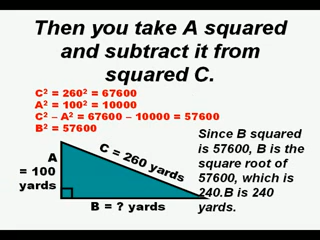 Then you take A squared
and subtract it from
squared C.
C² = 260² = 67600
A² = 100² = 10000
C² – A² = 67600 – 10000 = 57600
B² = 57600
Since B squared
is 57600, B is the
square root of
57600, which is
240.B is 240
yards.
A
= 100
yards
C = 260 yards
B = ? yards